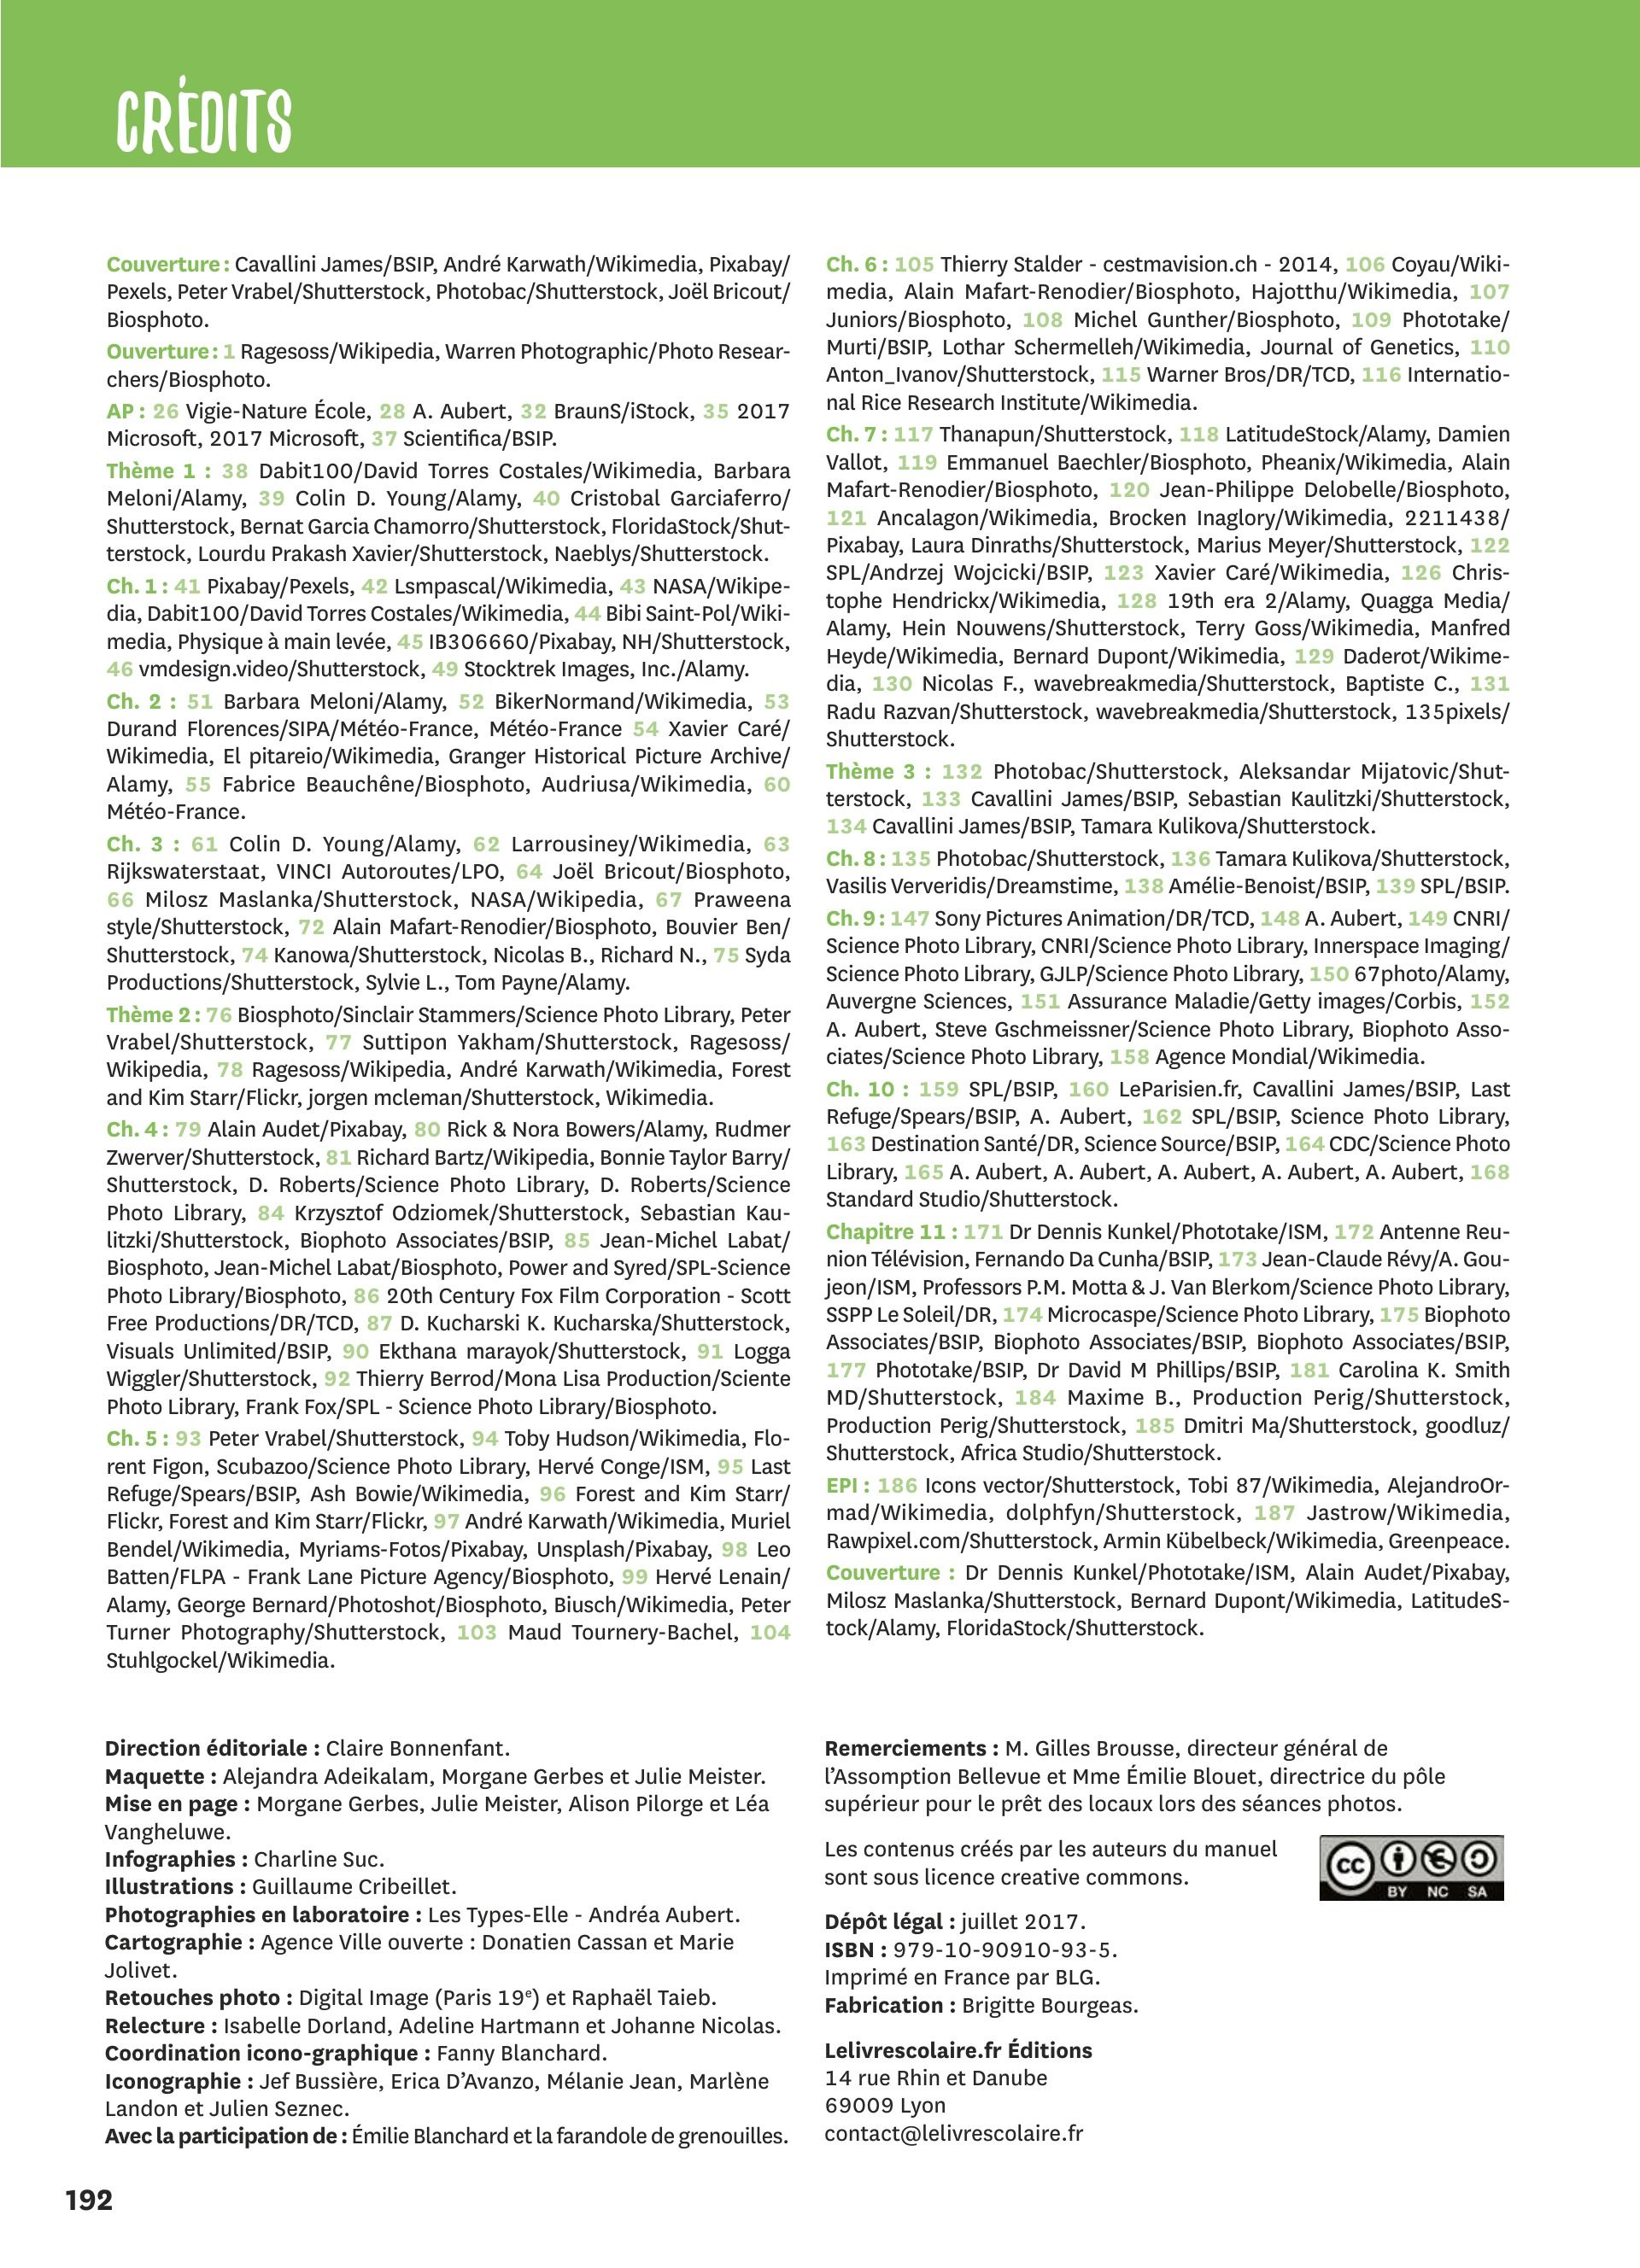 CRÉDITS
Couverture : Cavallini James/BSIP, André Karwath/Wikimedia, Pixabay/
Pexels, Peter Vrabel/Shutterstock, Photobac/Shutterstock, Joël Bricout/
Biosphoto.
Ouverture : 1 Ragesoss/Wikipedia, Warren Photographic/Photo Resear-
chers/Biosphoto.
AP : 26 Vigie-Nature École, 28 A. Aubert, 32 BraunS/iStock, 35 2017
Microsoft, 2017 Microsoft, 37 Scientifica/BSIP.
Thème 1 : 38 Dabit100/David Torres Costales/Wikimedia, Barbara
Meloni/Alamy, 39 Colin D. Young/Alamy, 40 Cristobal Garciaferro/
Shutterstock, Bernat Garcia Chamorro/Shutterstock, FloridaStock/Shut-
terstock, Lourdu Prakash Xavier/Shutterstock, Naeblys/Shutterstock.
Ch. 1 : 41 Pixabay/Pexels, 42 Lsmpascal/Wikimedia, 43 NASA/Wikipe-
dia, Dabit100/David Torres Costales/Wikimedia, 44 Bibi Saint-Pol/Wiki-
media, Physique à main levée, 45 IB306660/Pixabay, NH/Shutterstock,
46 vmdesign.video/Shutterstock, 49 Stocktrek Images, Inc./Alamy.
Ch. 2 : 51 Barbara Meloni/Alamy, 52 BikerNormand/Wikimedia, 53
Durand Florences/SIPA/Météo-France, Météo-France 54 Xavier Caré/
Wikimedia, El pitareio/Wikimedia, Granger Historical Picture Archive/
Alamy, 55 Fabrice Beauchêne/Biosphoto, Audriusa/Wikimedia, 60
Météo-France.
Ch. 3 : 61 Colin D. Young/Alamy, 62 Larrousiney/Wikimedia, 63
Rijkswaterstaat, VINCI Autoroutes/LPO, 64 Joël Bricout/Biosphoto,
66 Milosz Maslanka/Shutterstock, NASA/Wikipedia, 67 Praweena
style/Shutterstock, 72 Alain Mafart-Renodier/Biosphoto, Bouvier Ben/
Shutterstock, 74 Kanowa/Shutterstock, Nicolas B., Richard N., 75 Syda
Productions/Shutterstock, Sylvie L., Tom Payne/Alamy.
Thème 2 : 76 Biosphoto/Sinclair Stammers/Science Photo Library, Peter
Vrabel/Shutterstock, 77 Suttipon Yakham/Shutterstock, Ragesoss/
Wikipedia, 78 Ragesoss/Wikipedia, André Karwath/Wikimedia, Forest
and Kim Starr/Flickr, jorgen mcleman/Shutterstock, Wikimedia.
Ch. 4 : 79 Alain Audet/Pixabay, 80 Rick & Nora Bowers/Alamy, Rudmer
Zwerver/Shutterstock, 81 Richard Bartz/Wikipedia, Bonnie Taylor Barry/
Shutterstock, D. Roberts/Science Photo Library, D. Roberts/Science
Photo Library, 84 Krzysztof Odziomek/Shutterstock, Sebastian Kau-
litzki/Shutterstock, Biophoto Associates/BSIP, 85 Jean-Michel Labat/
Biosphoto, Jean-Michel Labat/Biosphoto, Power and Syred/SPL-Science
Photo Library/Biosphoto, 86 20th Century Fox Film Corporation - Scott
Free Productions/DR/TCD, 87 D. Kucharski K. Kucharska/Shutterstock,
Visuals Unlimited/BSIP, 90 Ekthana marayok/Shutterstock, 91 Logga
Wiggler/Shutterstock, 92 Thierry Berrod/Mona Lisa Production/Sciente
Photo Library, Frank Fox/SPL - Science Photo Library/Biosphoto.
Ch. 5 : 93 Peter Vrabel/Shutterstock, 94 Toby Hudson/Wikimedia, Flo-
rent Figon, Scubazoo/Science Photo Library, Hervé Conge/ISM, 95 Last
Refuge/Spears/BSIP, Ash Bowie/Wikimedia, 96 Forest and Kim Starr/
Flickr, Forest and Kim Starr/Flickr, 97 André Karwath/Wikimedia, Muriel
Bendel/Wikimedia, Myriams-Fotos/Pixabay, Unsplash/Pixabay, 98 Leo
Batten/FLPA - Frank Lane Picture Agency/Biosphoto, 99 Hervé Lenain/
Alamy, George Bernard/Photoshot/Biosphoto, Biusch/Wikimedia, Peter
Turner Photography/Shutterstock, 103 Maud Tournery-Bachel, 104
Stuhlgockel/Wikimedia.
Ch. 6 : 105 Thierry Stalder - cestmavision.ch - 2014, 106 Coyau/Wiki-
media, Alain Mafart-Renodier/Biosphoto, Hajotthu/Wikimedia, 107
Juniors/Biosphoto, 108 Michel Gunther/Biosphoto, 109 Phototake/
Murti/BSIP, Lothar Schermelleh/Wikimedia, Journal of Genetics, 110
Anton_Ivanov/Shutterstock, 115 Warner Bros/DR/TCD, 116 Internatio-
nal Rice Research Institute/Wikimedia.
Ch. 7 : 117 Thanapun/Shutterstock, 118 LatitudeStock/Alamy, Damien
Vallot, 119 Emmanuel Baechler/Biosphoto, Pheanix/Wikimedia, Alain
Mafart-Renodier/Biosphoto, 120 Jean-Philippe Delobelle/Biosphoto,
121 Ancalagon/Wikimedia, Brocken Inaglory/Wikimedia, 2211438/
Pixabay, Laura Dinraths/Shutterstock, Marius Meyer/Shutterstock, 122
SPL/Andrzej Wojcicki/BSIP, 123 Xavier Caré/Wikimedia, 126 Chris-
tophe Hendrickx/Wikimedia, 128 19th era 2/Alamy, Quagga Media/
Alamy, Hein Nouwens/Shutterstock, Terry Goss/Wikimedia, Manfred
Heyde/Wikimedia, Bernard Dupont/Wikimedia, 129 Daderot/Wikime-
dia, 130 Nicolas F., wavebreakmedia/Shutterstock, Baptiste C., 131
Radu Razvan/Shutterstock, wavebreakmedia/Shutterstock, 135pixels/
Shutterstock.
Thème 3 : 132 Photobac/Shutterstock, Aleksandar Mijatovic/Shut-
terstock, 133 Cavallini James/BSIP, Sebastian Kaulitzki/Shutterstock,
134 Cavallini James/BSIP, Tamara Kulikova/Shutterstock.
Ch. 8 : 135 Photobac/Shutterstock, 136 Tamara Kulikova/Shutterstock,
Vasilis Ververidis/Dreamstime, 138 Amélie-Benoist/BSIP, 139 SPL/BSIP.
Ch. 9 : 147 Sony Pictures Animation/DR/TCD, 148 A. Aubert, 149 CNRI/
Science Photo Library, CNRI/Science Photo Library, Innerspace Imaging/
Science Photo Library, GJLP/Science Photo Library, 150 67photo/Alamy,
Auvergne Sciences, 151 Assurance Maladie/Getty images/Corbis, 152
A. Aubert, Steve Gschmeissner/Science Photo Library, Biophoto Asso-
ciates/Science Photo Library, 158 Agence Mondial/Wikimedia.
Ch. 10 : 159 SPL/BSIP, 160 LeParisien.fr, Cavallini James/BSIP, Last
Refuge/Spears/BSIP, A. Aubert, 162 SPL/BSIP, Science Photo Library,
163 Destination Santé/DR, Science Source/BSIP, 164 CDC/Science Photo
Library, 165 A. Aubert, A. Aubert, A. Aubert, A. Aubert, A. Aubert, 168
Standard Studio/Shutterstock.
Chapitre 11 : 171 Dr Dennis Kunkel/Phototake/ISM, 172 Antenne Reu-
nion Télévision, Fernando Da Cunha/BSIP, 173 Jean-Claude Révy/A. Gou-
jeon/ISM, Professors P.M. Motta & J. Van Blerkom/Science Photo Library,
SSPP Le Soleil/DR, 174 Microcaspe/Science Photo Library, 175 Biophoto
Associates/BSIP, Biophoto Associates/BSIP, Biophoto Associates/BSIP,
177 Phototake/BSIP, Dr David M Phillips/BSIP, 181 Carolina K. Smith
MD/Shutterstock, 184 Maxime B., Production Perig/Shutterstock,
Production Perig/Shutterstock, 185 Dmitri Ma/Shutterstock, goodluz/
Shutterstock, Africa Studio/Shutterstock.
EPI : 186 Icons vector/Shutterstock, Tobi 87/Wikimedia, AlejandroOr-
mad/Wikimedia, dolphfyn/Shutterstock, 187 Jastrow/Wikimedia,
Rawpixel.com/Shutterstock, Armin Kübelbeck/Wikimedia, Greenpeace.
Couverture : Dr Dennis Kunkel/Phototake/ISM, Alain Audet/Pixabay,
Milosz Maslanka/Shutterstock, Bernard Dupont/Wikimedia, LatitudeS-
tock/Alamy, FloridaStock/Shutterstock.
Direction éditoriale : Claire Bonnenfant.
Maquette : Alejandra Adeikalam, Morgane Gerbes et Julie Meister.
Mise en page : Morgane Gerbes, Julie Meister, Alison Pilorge et Léa
Vangheluwe.
Infographies : Charline Suc.
Illustrations : Guillaume Cribeillet.
Photographies en laboratoire : Les Types-Elle - Andréa Aubert.
Cartographie : Agence Ville ouverte : Donatien Cassan et Marie
Jolivet.
Retouches photo : Digital Image (Paris 19e) et Raphaël Taieb.
Relecture : Isabelle Dorland, Adeline Hartmann et Johanne Nicolas.
Coordination icono-graphique : Fanny Blanchard.
Iconographie : Jef Bussière, Erica D'Avanzo, Mélanie Jean, Marlène
Landon et Julien Seznec.
Avec la participation de : Émilie Blanchard et la farandole de grenouilles.
Remerciements : M. Gilles Brousse, directeur général de
l'Assomption Bellevue et Mme Émilie Blouet, directrice du pôle
supérieur pour le prêt des locaux lors des séances photos.
Les contenus créés par les auteurs du manuel
sont sous licence creative commons.
cc
BY NC SA
Dépôt légal : juillet 2017.
ISBN : 979-10-90910-93-5.
Imprimé en France par BLG.
Fabrication : Brigitte Bourgeas.
Lelivrescolaire.fr Éditions
14 rue Rhin et Danube
69009 Lyon
contact@lelivrescolaire.fr
192